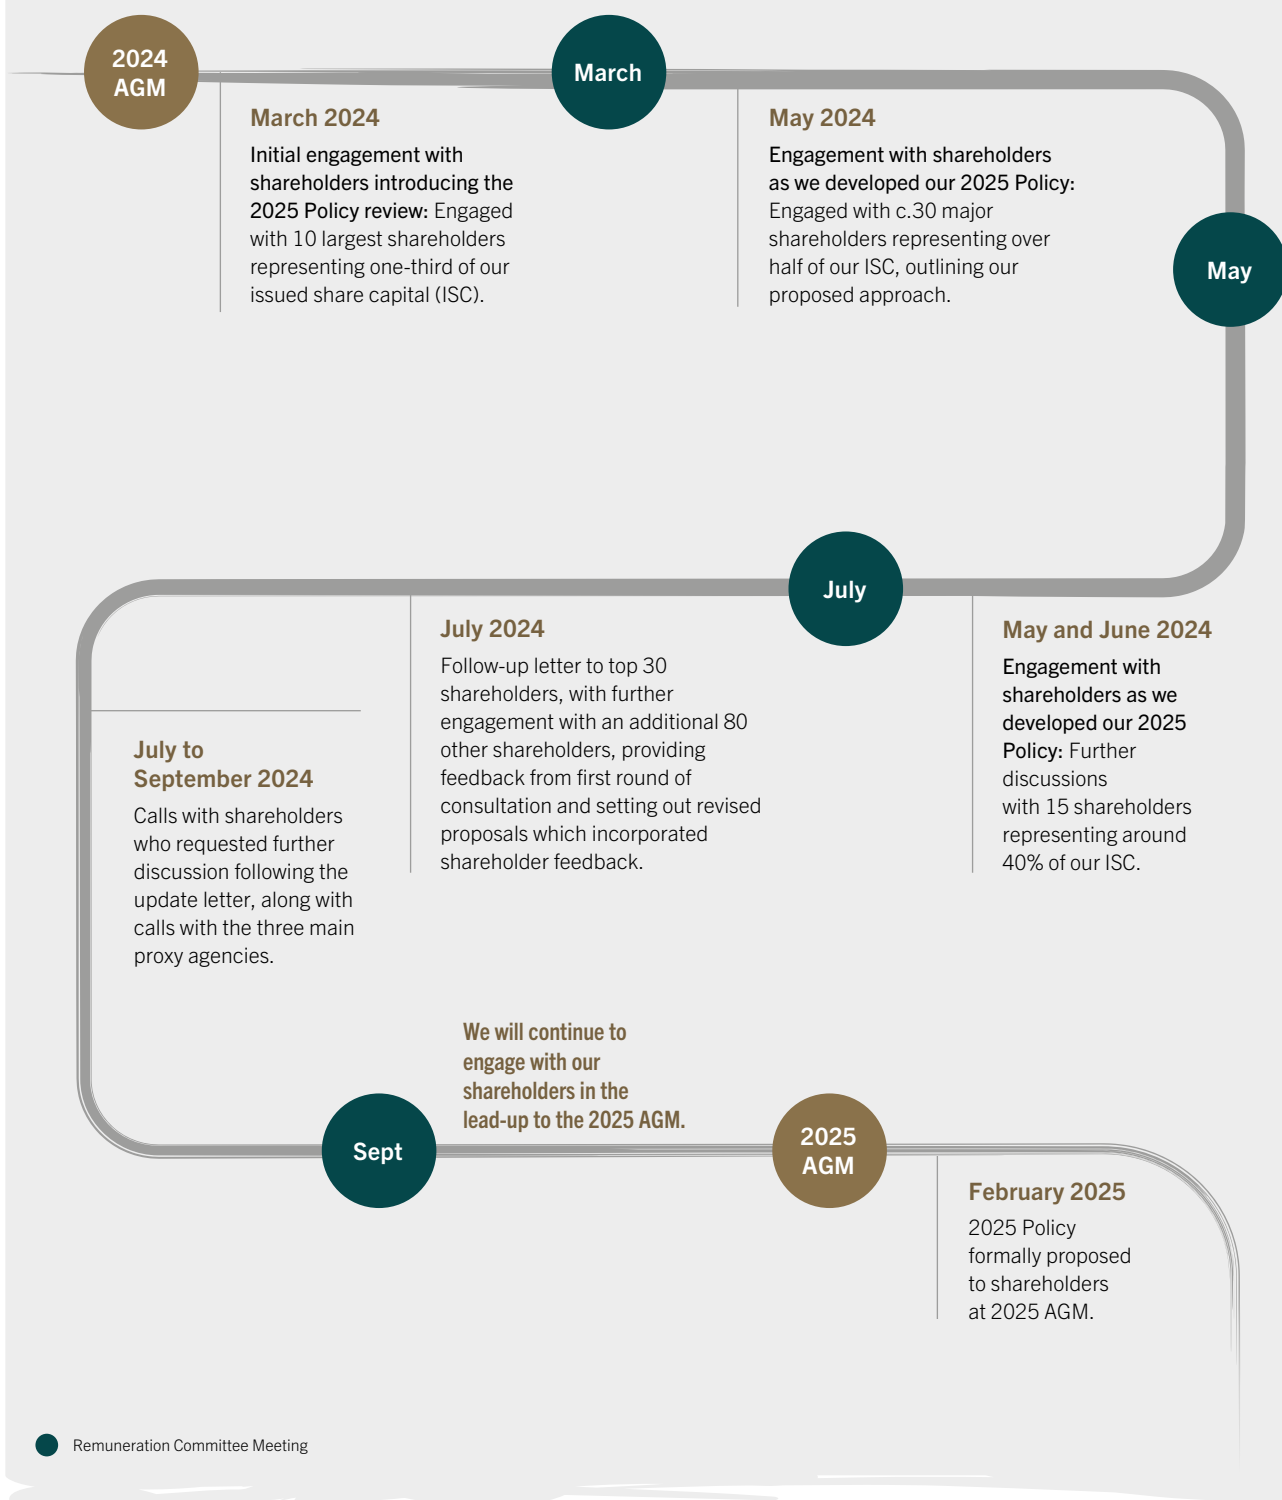 2024
AGM
March
March 2024
Initial engagement with
shareholders introducing the
2025 Policy review: Engaged
with 10 largest shareholders
representing one-third of our
issued share capital (ISC).
May 2024
Engagement with shareholders
as we developed our 2025 Policy:
Engaged with c.30 major
shareholders representing over
half of our ISC, outlining our
proposed approach.
May
May and June 2024
Engagement with
shareholders as we
developed our 2025
Policy: Further
discussions
with 15 shareholders
representing around
40% of our ISC.
July
July 2024
Follow-up letter to top 30
shareholders, with further
engagement with an additional 80
other shareholders, providing
feedback from first round of
consultation and setting out revised
proposals which incorporated
shareholder feedback.
July to
September 2024
Calls with shareholders
who requested further
discussion following the
update letter, along with
calls with the three main
proxy agencies.
Sept
We will continue to
engage with our
shareholders in the
lead-up to the 2025 AGM.
2025
AGM
February 2025
2025 Policy
formally proposed
to shareholders
at 2025 AGM.
Remuneration Committee Meeting